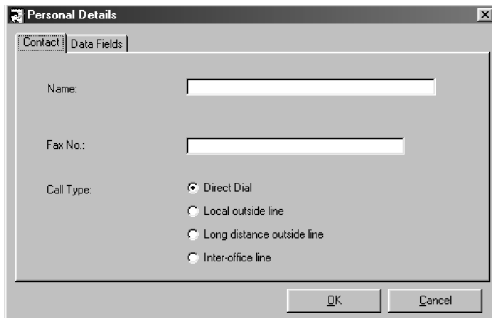 Personal Details
Contact Data Fields
Name:
Fax No.:
Call Type:
Direct Dial
Local outside line
Long distance outside line
Inter-office line
OK Cancel